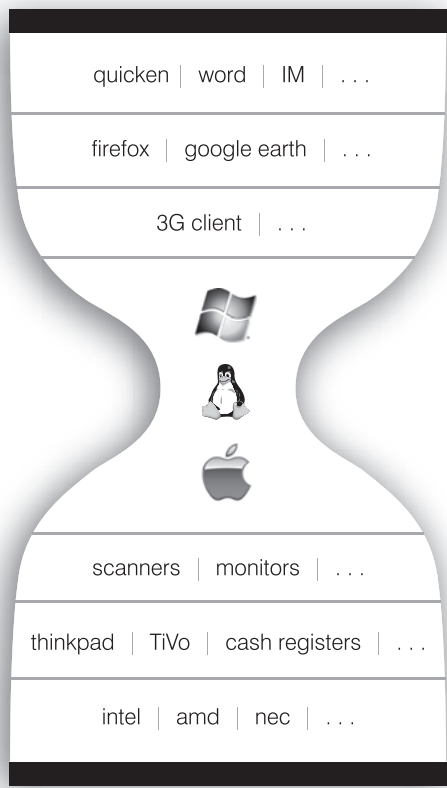 quicken | word | IM | . . .
firefox | google earth | . . .
3G client | . . .
scanners | monitors | . . .
thinkpad | TiVo | cash registers | . . .
intel | amd | nec | . . .